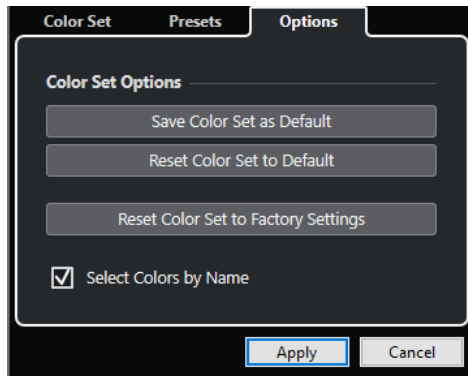 Color Set Presets Options
Color Set Options
Save Color Set as Default
Reset Color Set to Default
Reset Color Set to Factory Settings
Select Colors by Name
Apply Cancel